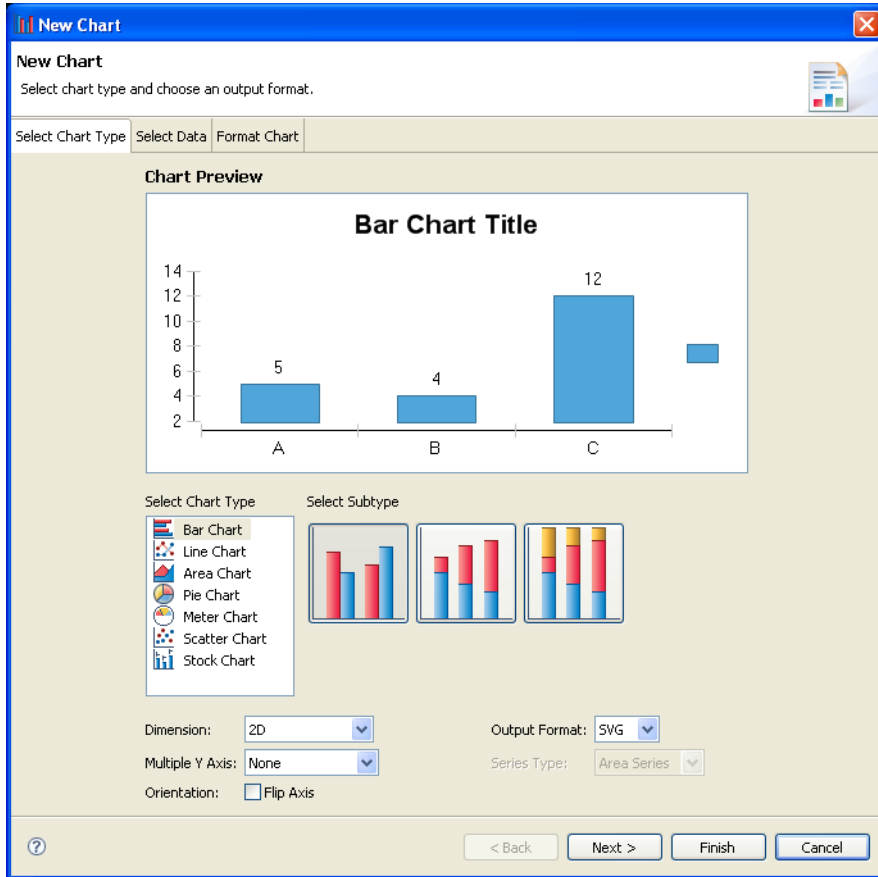 New Chart
New Chart
Select chart type and choose an output format.
Select Chart Type Select Data Format Chart
Chart Preview
Bar Chart Title
14
12
10
8
6
4
2
5
4
12
A B C
Select Chart Type Select Subtype
Bar Chart
Line Chart
Area Chart
Pie Chart
Meter Chart
Scatter Chart
Stock Chart
Dimension: 2D Output Format: SVG
Multiple Y Axis: None Series Type: Area Series
Orientation: Flip Axis
? < Back Next > Finish Cancel